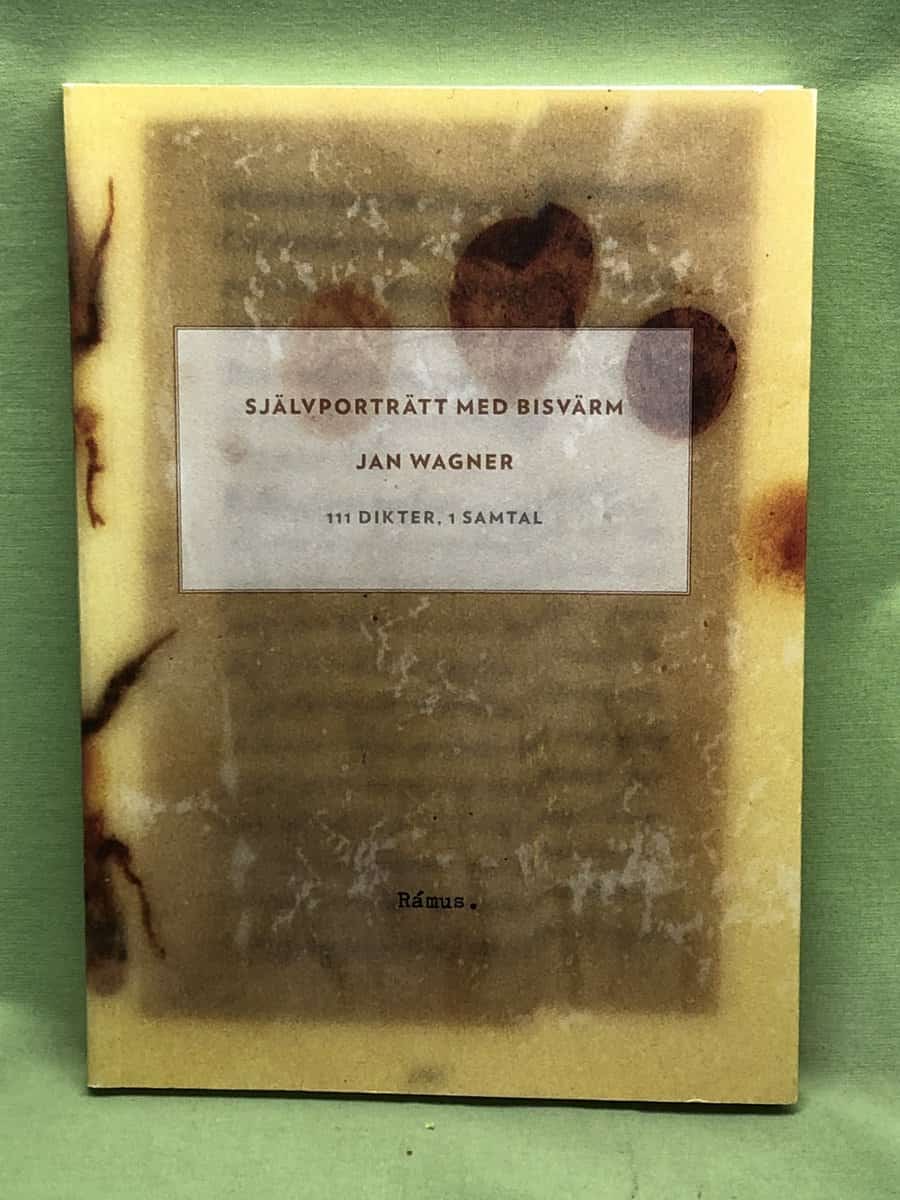 SJÄLVPORTRÄTT MED BISVÄRM
JAN WAGNER
111 DIKTER, 1 SAMTAL
Rámus.